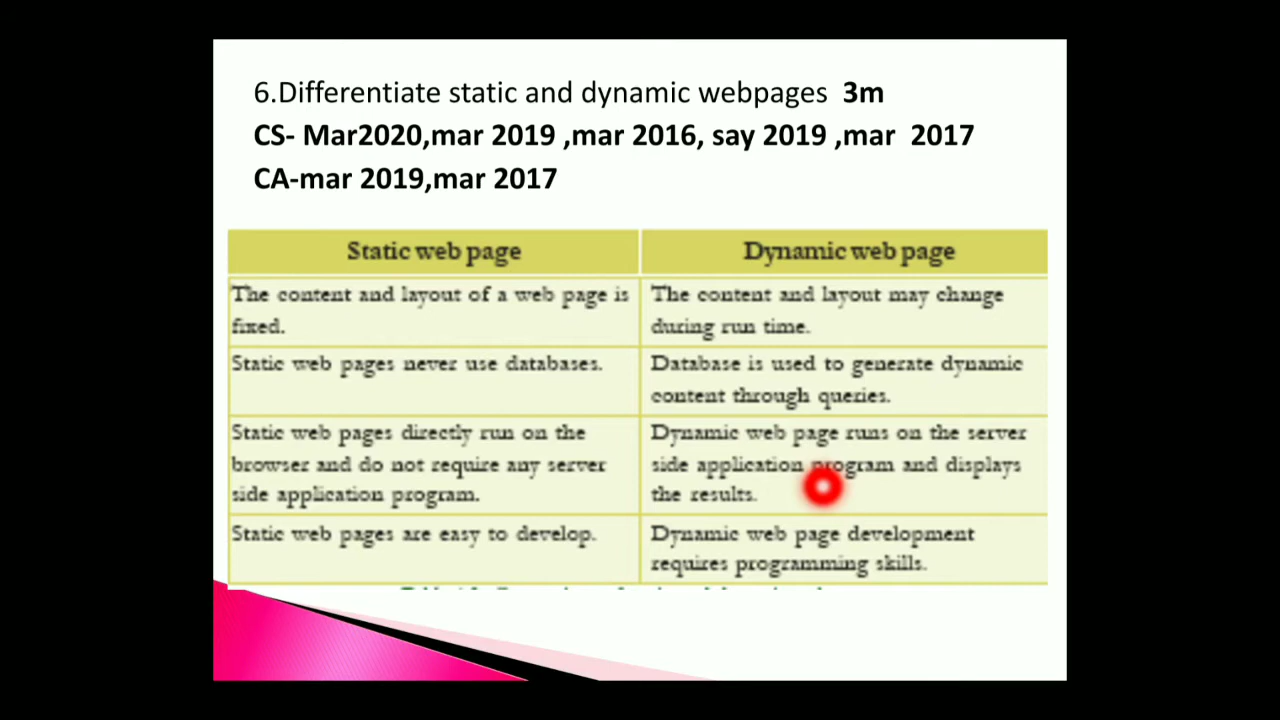 6.Differentiate static and dynamic webpages 3m
CS- Mar2020,mar 2019 ,mar 2016, say 2019 ,mar 2017
CA-mar 2019,mar 2017
Static web page
Dynamic web page
The content and layout of a web page is
fixed.
The content and layout may change
during run time.
Static web pages never use databases.
Database is used to generate dynamic
content through queries.
Static web pages directly run on the
browser and do not require any server
side application program.
Dynamic web page runs on the server
side application program and displays
the results.
Static web pages are easy to develop.
Dynamic web page development
requires programming skills.